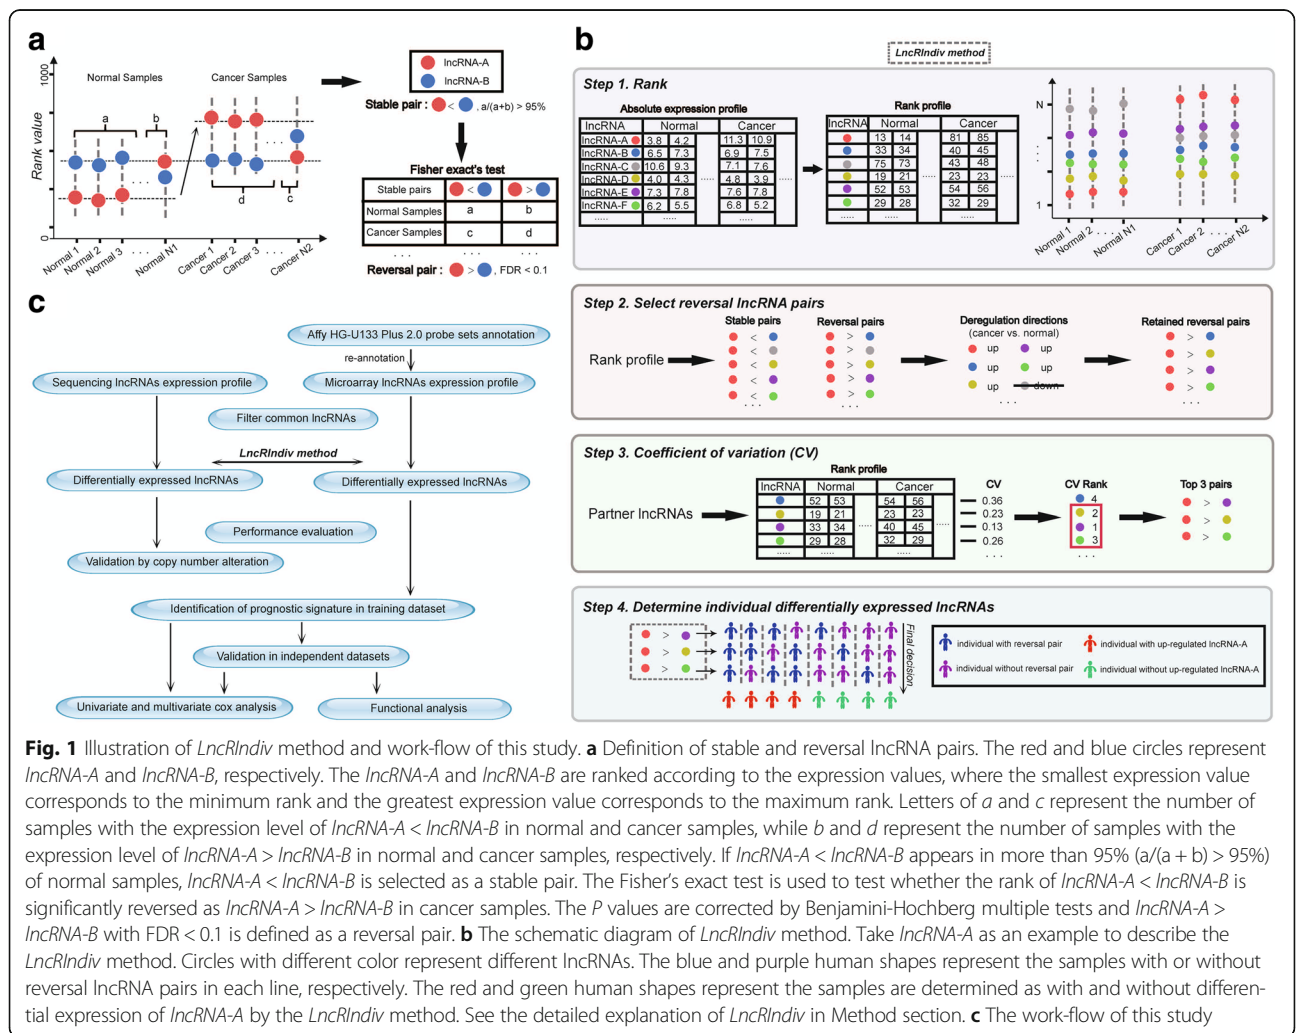 a
Normal Samples
Cancer Samples
1000
Rank value
0
a
b
d
c
. . . .
. . . .
Normal 1
Normal 2
Normal 3
. . . .
Normal N1
Cancer 1
Cancer 2
Cancer 3
. . . .
Cancer N2
lncRNA-A
lncRNA-B
Stable pair : < , a/(a+b) > 95%
Fisher exact's test
Stable pairs < >
Normal Samples a b
Cancer Samples c d
. . . . . . . . . . . .
Reversal pair : > , FDR < 0.1
b
LncRIndiv method
Step 1. Rank
Absolute expression profile
lncRNA Normal Cancer
lncRNA-A 3.8 4.2 11.3 10.9
lncRNA-B 6.5 7.3 6.9 7.5
lncRNA-C 10.6 9.3 7.1 7.6
lncRNA-D 4.0 4.3 ..... 4.8 3.9 .....
lncRNA-E 7.3 7.8 7.6 7.8
lncRNA-F 6.2 5.5 6.8 5.2
.....
Rank profile
lncRNA Normal Cancer
13 14 81 85
33 34 40 45
75 73 43 48
19 21 ..... 23 23 .....
52 53 54 56
29 28 32 29
.....
N
1
Normal 1
Normal 2
. . . .
Normal N1
Cancer 1
Cancer 2
. . . .
Cancer N2
Step 2. Select reversal lncRNA pairs
Rank profile
Stable pairs
<
<
<
<
<
. . .
Reversal pairs
>
>
>
>
>
. . .
Deregulation directions
(cancer vs. normal)
up up
up up
up down
. . .
Retained reversal pairs
>
>
>
>
. . .
Step 3. Coefficient of variation (CV)
Partner lncRNAs
Rank profile
lncRNA Normal Cancer
52 53 54 56
19 21 23 23
33 34 ..... 40 45 .....
29 28 32 29
.....
CV
0.36
0.23
0.13
0.26
. . .
CV Rank
4
2
1
3
. . .
Top 3 pairs
>
>
>
Step 4. Determine individual differentially expressed lncRNAs
>
>
>
Final decision
individual with reversal pair
individual with up-regulated lncRNA-A
individual without reversal pair
individual without up-regulated lncRNA-A
c
Affy HG-U133 Plus 2.0 probe sets annotation
re-annotation
Sequencing lncRNAs expression profile
Microarray lncRNAs expression profile
Filter common lncRNAs
LncRIndiv method
Differentially expressed lncRNAs
Differentially expressed lncRNAs
Performance evaluation
Validation by copy number alteration
Identification of prognostic signature in training dataset
Validation in independent datasets
Univariate and multivariate cox analysis
Functional analysis
Fig. 1 Illustration of LncRIndiv method and work-flow of this study. a Definition of stable and reversal lncRNA pairs. The red and blue circles represent
lncRNA-A and lncRNA-B, respectively. The lncRNA-A and lncRNA-B are ranked according to the expression values, where the smallest expression value
corresponds to the minimum rank and the greatest expression value corresponds to the maximum rank. Letters of a and c represent the number of
samples with the expression level of lncRNA-A < lncRNA-B in normal and cancer samples, while b and d represent the number of samples with the
expression level of lncRNA-A > lncRNA-B in normal and cancer samples, respectively. If lncRNA-A < lncRNA-B appears in more than 95% (a/(a + b) > 95%)
of normal samples, lncRNA-A < lncRNA-B is selected as a stable pair. The Fisher's exact test is used to test whether the rank of lncRNA-A < lncRNA-B is
significantly reversed as lncRNA-A > lncRNA-B in cancer samples. The P values are corrected by Benjamini-Hochberg multiple tests and lncRNA-A >
lncRNA-B with FDR < 0.1 is defined as a reversal pair. b The schematic diagram of LncRIndiv method. Take lncRNA-A as an example to describe the
LncRIndiv method. Circles with different color represent different lncRNAs. The blue and purple human shapes represent the samples with or without
reversal lncRNA pairs in each line, respectively. The red and green human shapes represent the samples are determined as with and without differen-
tial expression of lncRNA-A by the LncRIndiv method. See the detailed explanation of LncRIndiv in Method section. c The work-flow of this study